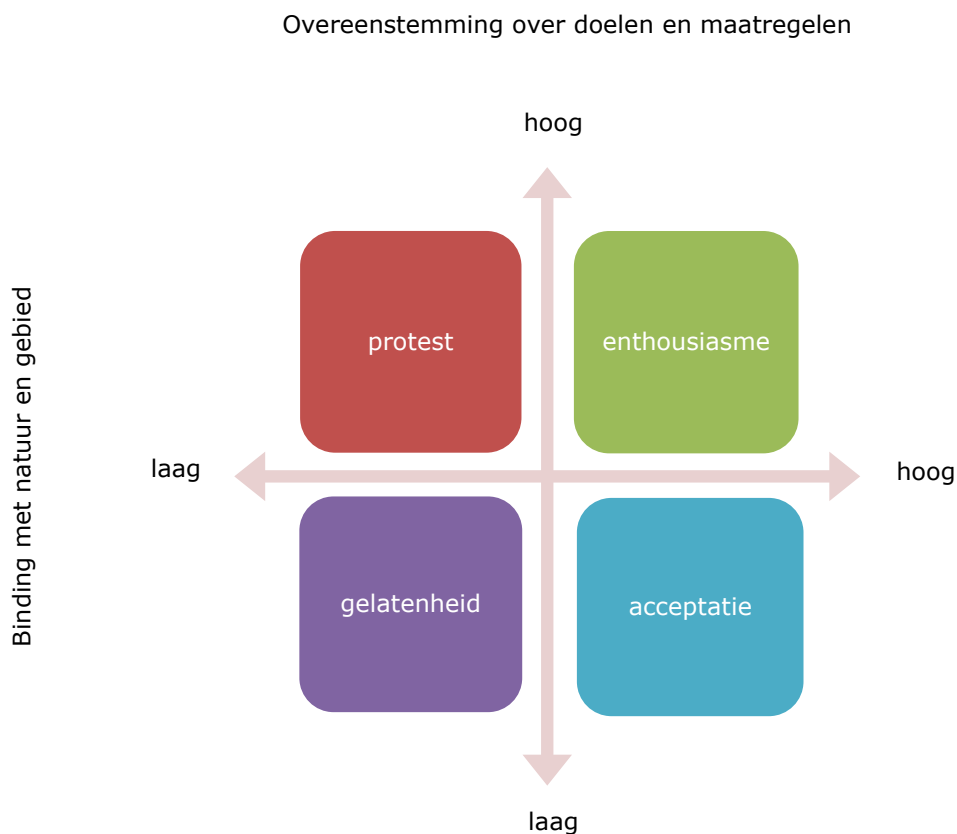 Overeenstemming over doelen en maatregelen
hoog
protest
enthousiasme
Binding met natuur en gebied
laag
hoog
gelatenheid
acceptatie
laag